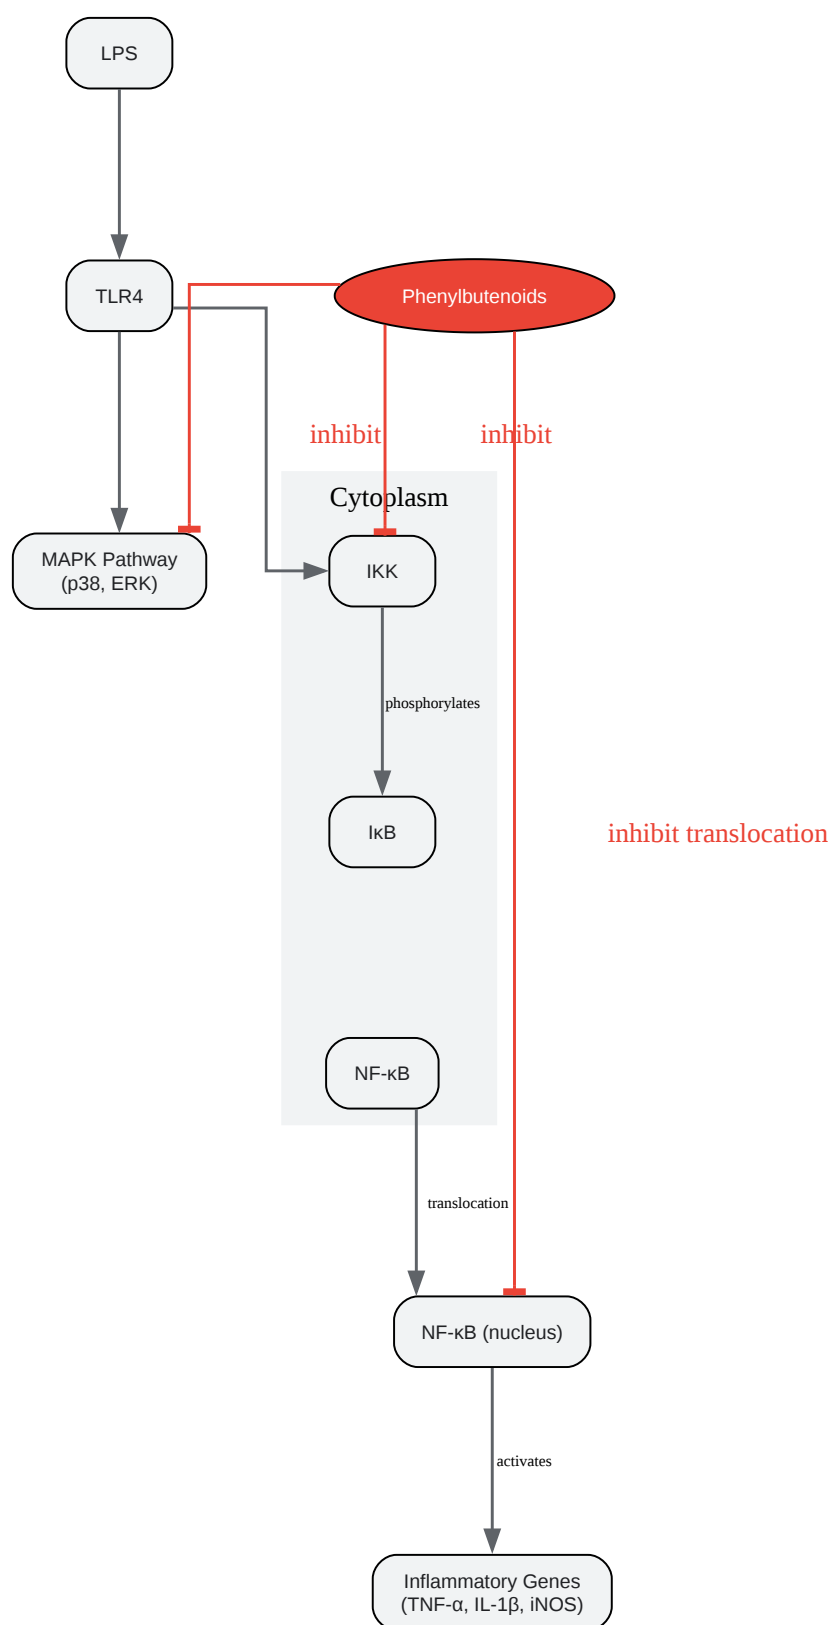 LPS
TLR4
Phenylbutenoids
inhibit
inhibit
Cytoplasm
MAPK Pathway
(p38, ERK)
IKK
phosphorylates
IκB
inhibit translocation
NF-κB
translocation
NF-κB (nucleus)
activates
Inflammatory Genes
(TNF-α, IL-1β, iNOS)